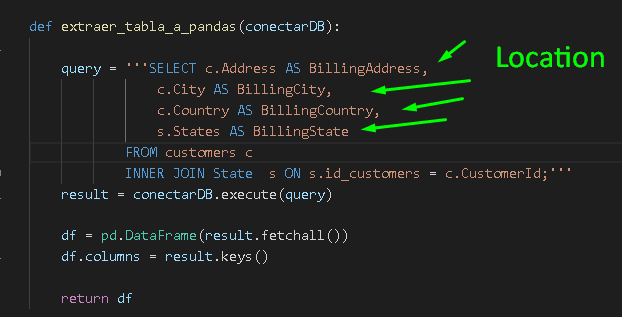 def extraer_tabla_a_pandas(conectarDB):
query = '''SELECT c.Address AS BillingAddress,
Location
c.City AS BillingCity,
c.Country AS BillingCountry,
s.States AS BillingState
FROM customers c
INNER JOIN State  s ON s.id_customers = c.CustomerId;'''
result = conectarDB.execute(query)
df = pd.DataFrame(result.fetchall())
df.columns = result.keys()
return df